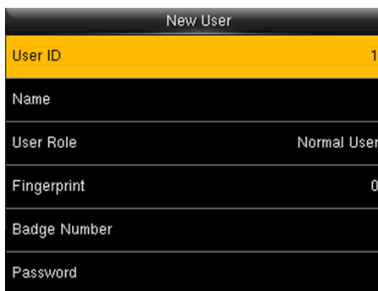 New User
User ID 1
Name
User Role Normal User
Fingerprint 0
Badge Number
Password